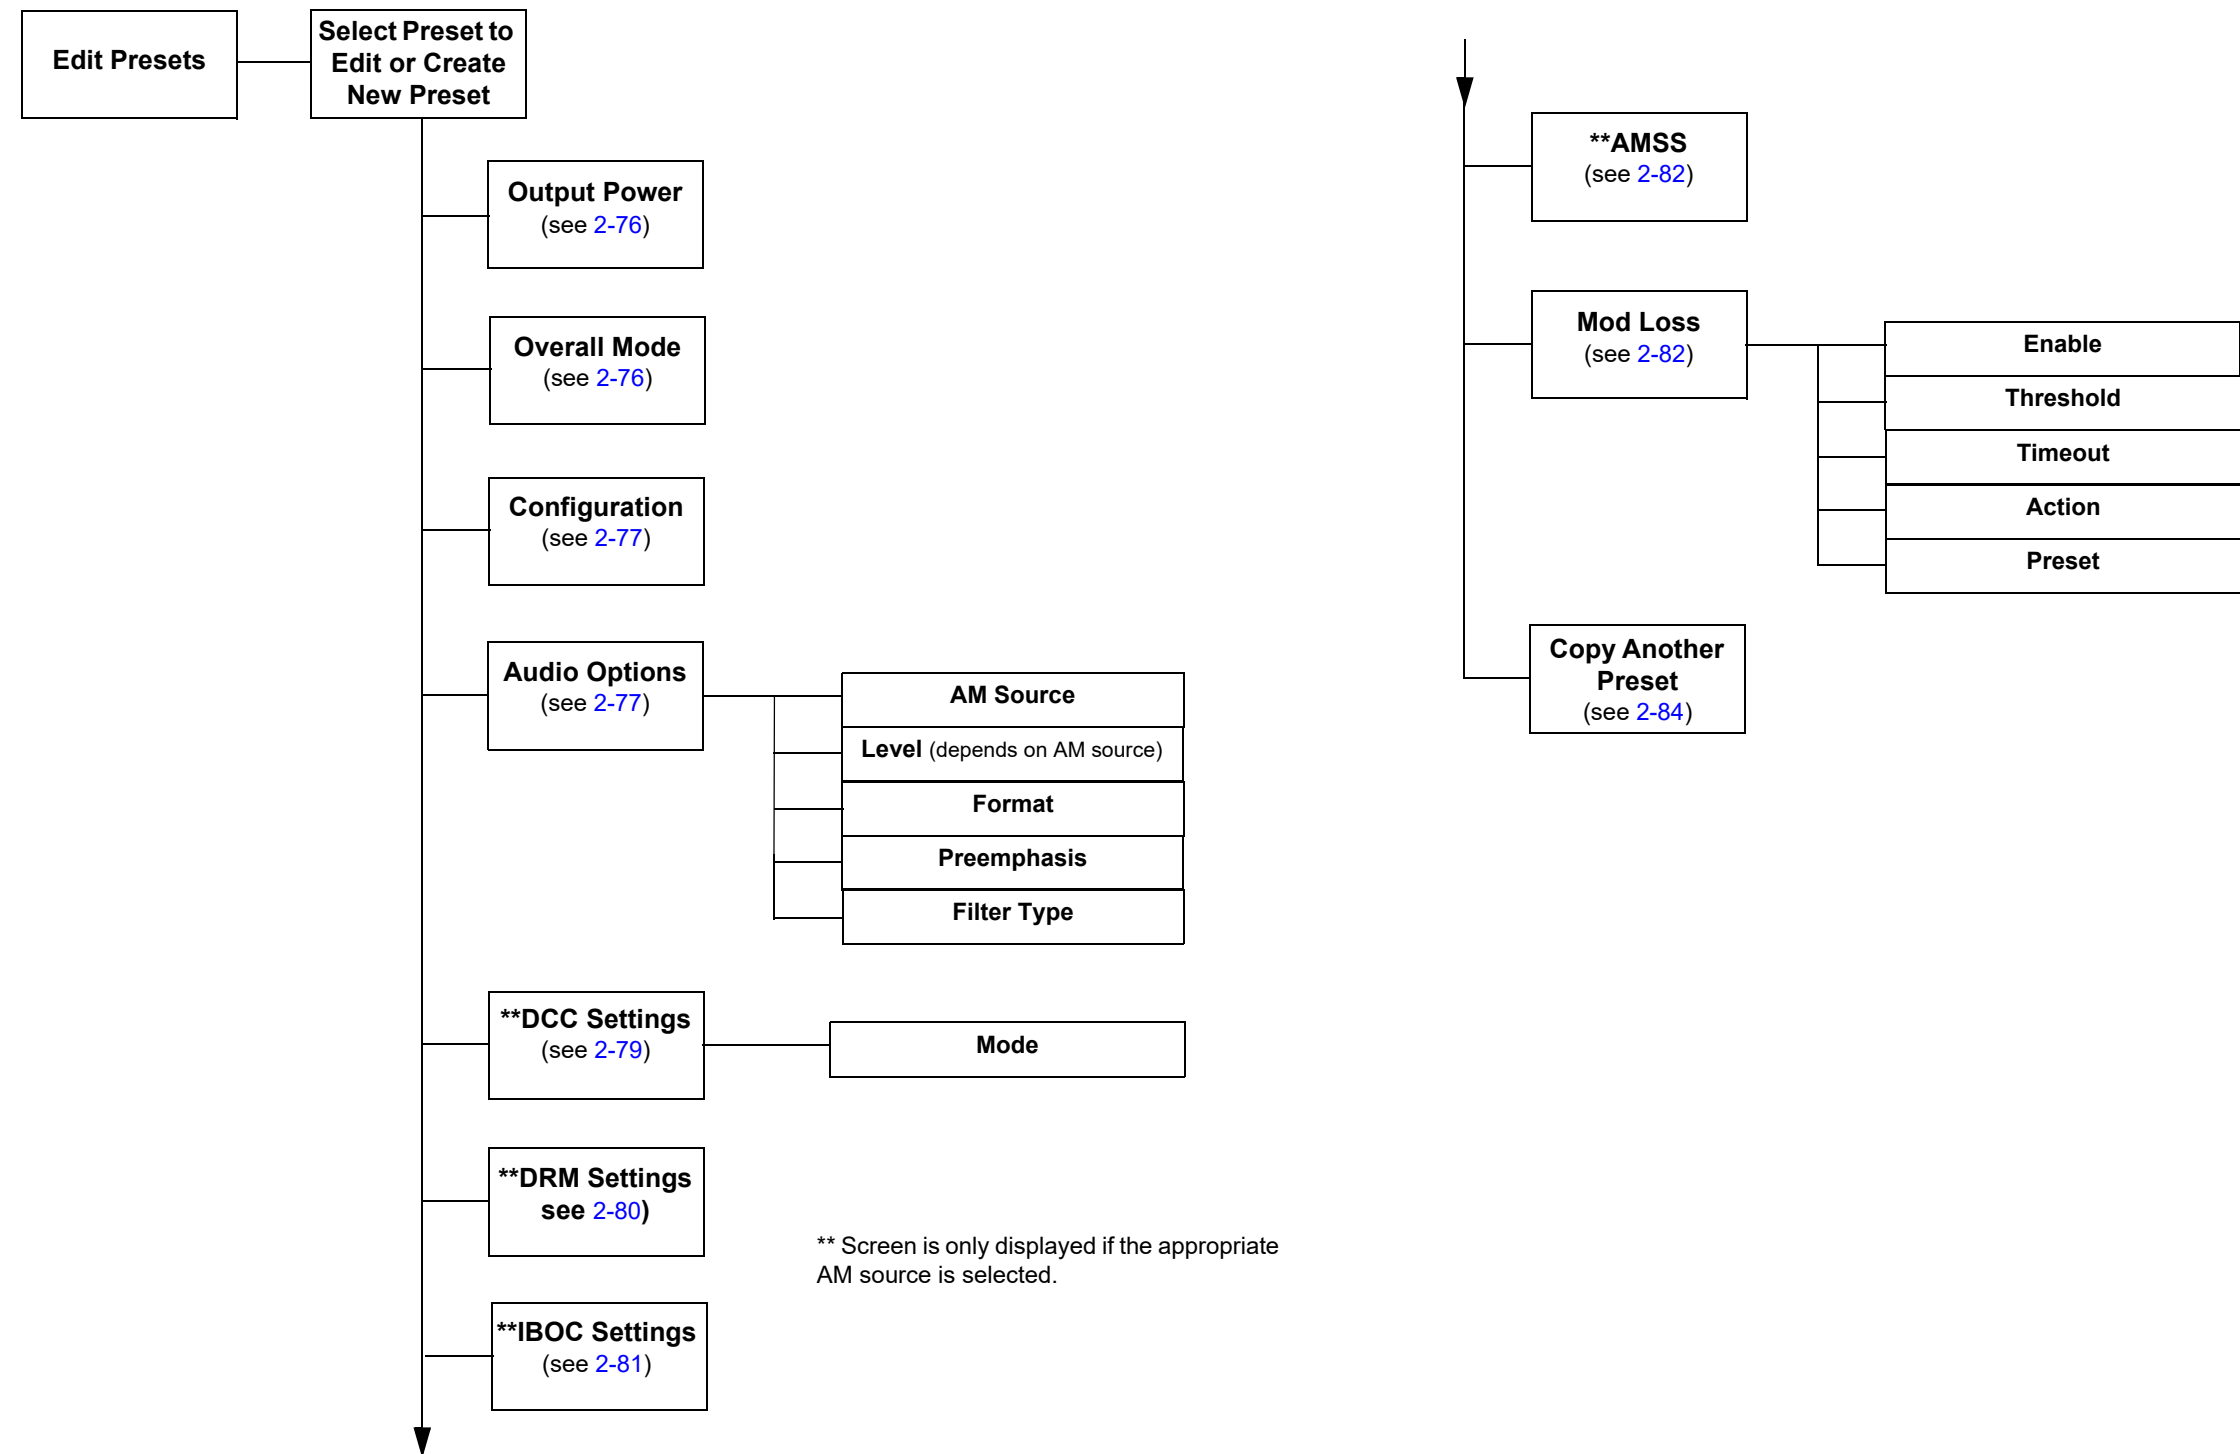 Edit Presets
Select Preset to
Edit or Create
New Preset
Output Power
(see 2-76)
Overall Mode
(see 2-76)
Configuration
(see 2-77)
Audio Options
(see 2-77)
AM Source
Level (depends on AM source)
Format
Preemphasis
Filter Type
**DCC Settings
(see 2-79)
Mode
**DRM Settings
see 2-80)
** Screen is only displayed if the appropriate
AM source is selected.
**IBOC Settings
(see 2-81)
**AMSS
(see 2-82)
Mod Loss
(see 2-82)
Enable
Threshold
Timeout
Action
Preset
Copy Another
Preset
(see 2-84)